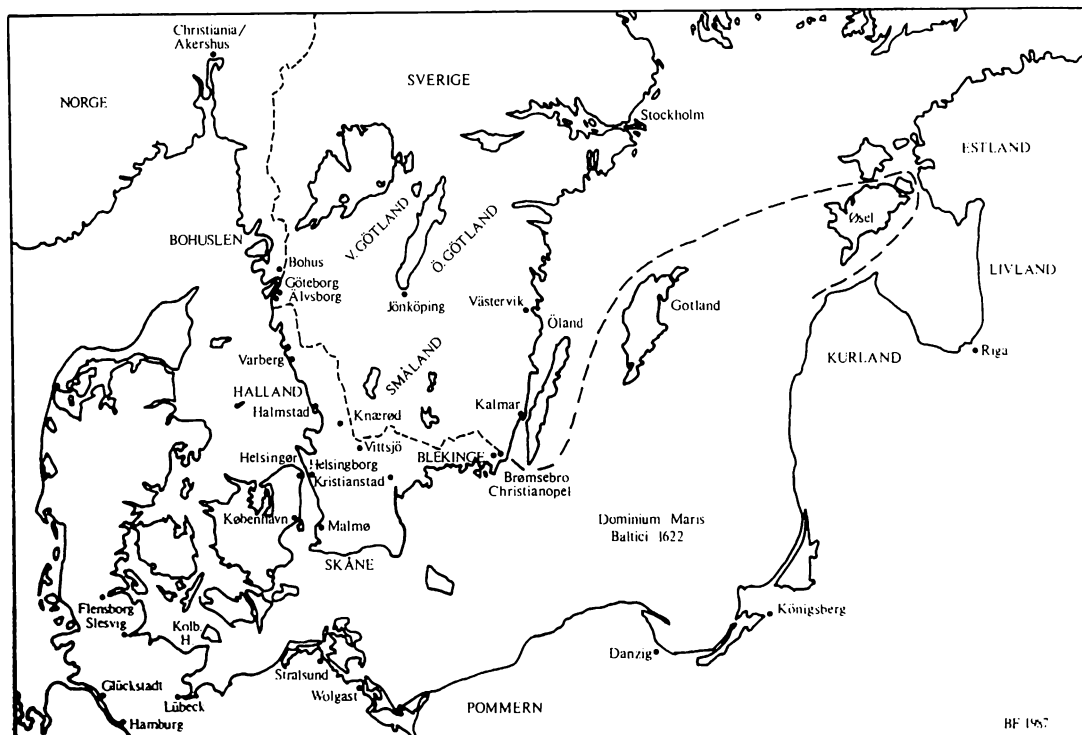 Christiania/
Akershus
NORGE
SVERIGE
Stockholm
ESTLAND
Øsel
BOHUSLEN
V. GÖTLAND
Ö. GÖTLAND
Bohus
Göteborg
Älvsborg
Jönköping
Västervik
Gotland
LIVLAND
Öland
Varberg
SMÅLAND
KURLAND
Riga
HALLAND
Halmstad
Knærød
Kalmar
Vittsjö
BLEKINGE
Helsingør
Helsingborg
Kristianstad
Brømsebro
Christianopel
København
Malmø
Dominium Maris
Baltici 1622
SKÅNE
Flensborg
Slesvig
Kolb.
H.
Königsberg
Danzig
Stralsund
Glückstadt
Lübeck
Wolgast
POMMERN
Hamburg
BF 1987